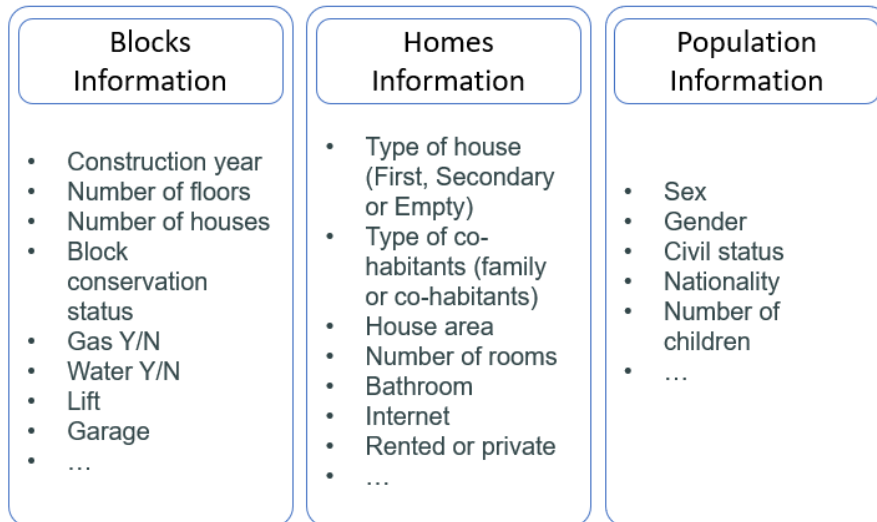 Blocks
Information
• Construction year
• Number of floors
• Number of houses
• Block
conservation
status
• Gas Y/N
• Water Y/N
• Lift
• Garage
• …
Homes
Information
• Type of house
(First, Secondary
or Empty)
• Type of co-
habitants (family
or co-habitants)
• House area
• Number of rooms
• Bathroom
• Internet
• Rented or private
• …
Population
Information
• Sex
• Gender
• Civil status
• Nationality
• Number of
children
• …